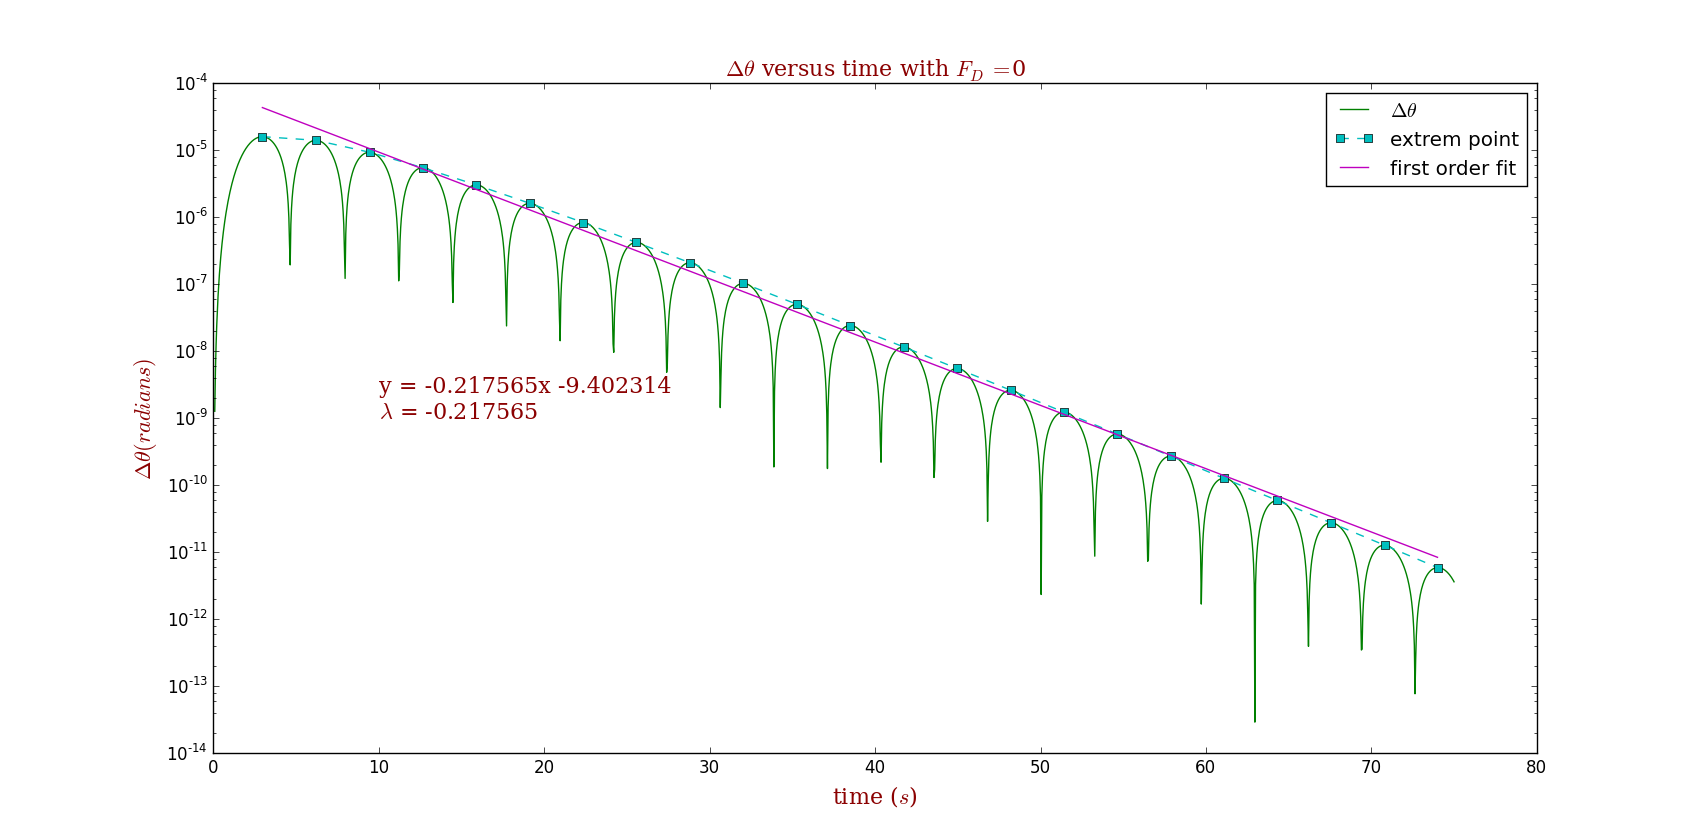 Δθ versus time with F_D =0
10^-4
10^-5
10^-6
10^-7
10^-8
10^-9
10^-10
10^-11
10^-12
10^-13
10^-14
Δθ(radians)
Δθ
extrem point
first order fit
y = -0.217565x -9.402314
λ = -0.217565
0 10 20 30 40 50 60 70 80
time (s)